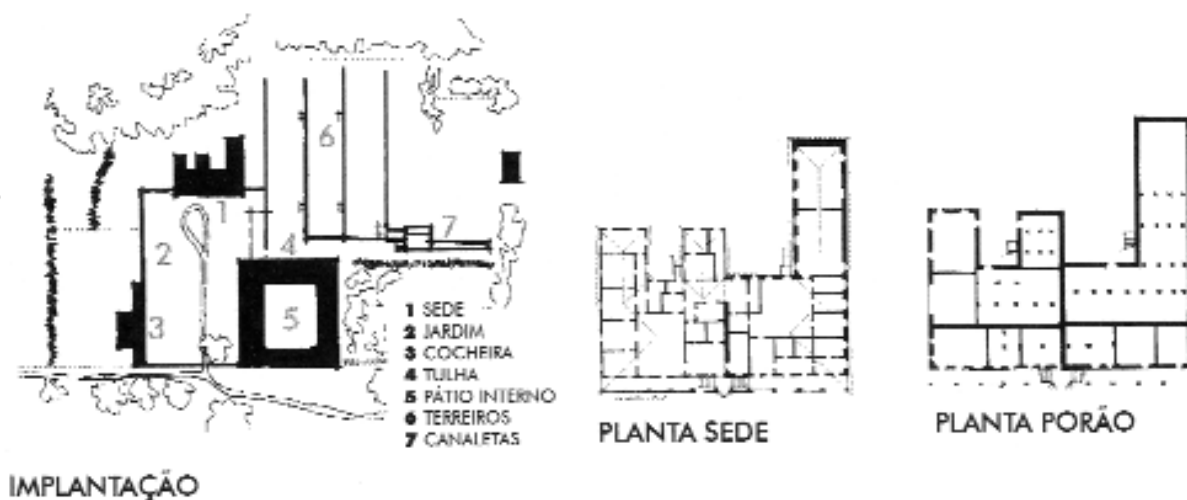 6
1
7
2
4
3
5
1 SEDE
2 JARDIM
3 COCHEIRA
4 TULHA
5 PÁTIO INTERNO
6 TERREIROS
7 CANALETAS
IMPLANTAÇÃO
PLANTA SEDE
PLANTA PORÃO